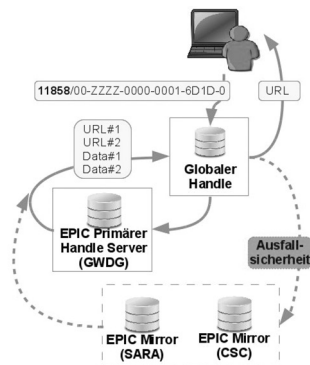 11858/00-ZZZZ-0000-0001-6D1D-0
URL
URL#1
URL#2
Data#1
Data#2
Globaler
Handle
EPIC Primärer
Handle Server
(GWDG)
Ausfall-
sicherheit
EPIC Mirror
(SARA)
EPIC Mirror
(CSC)